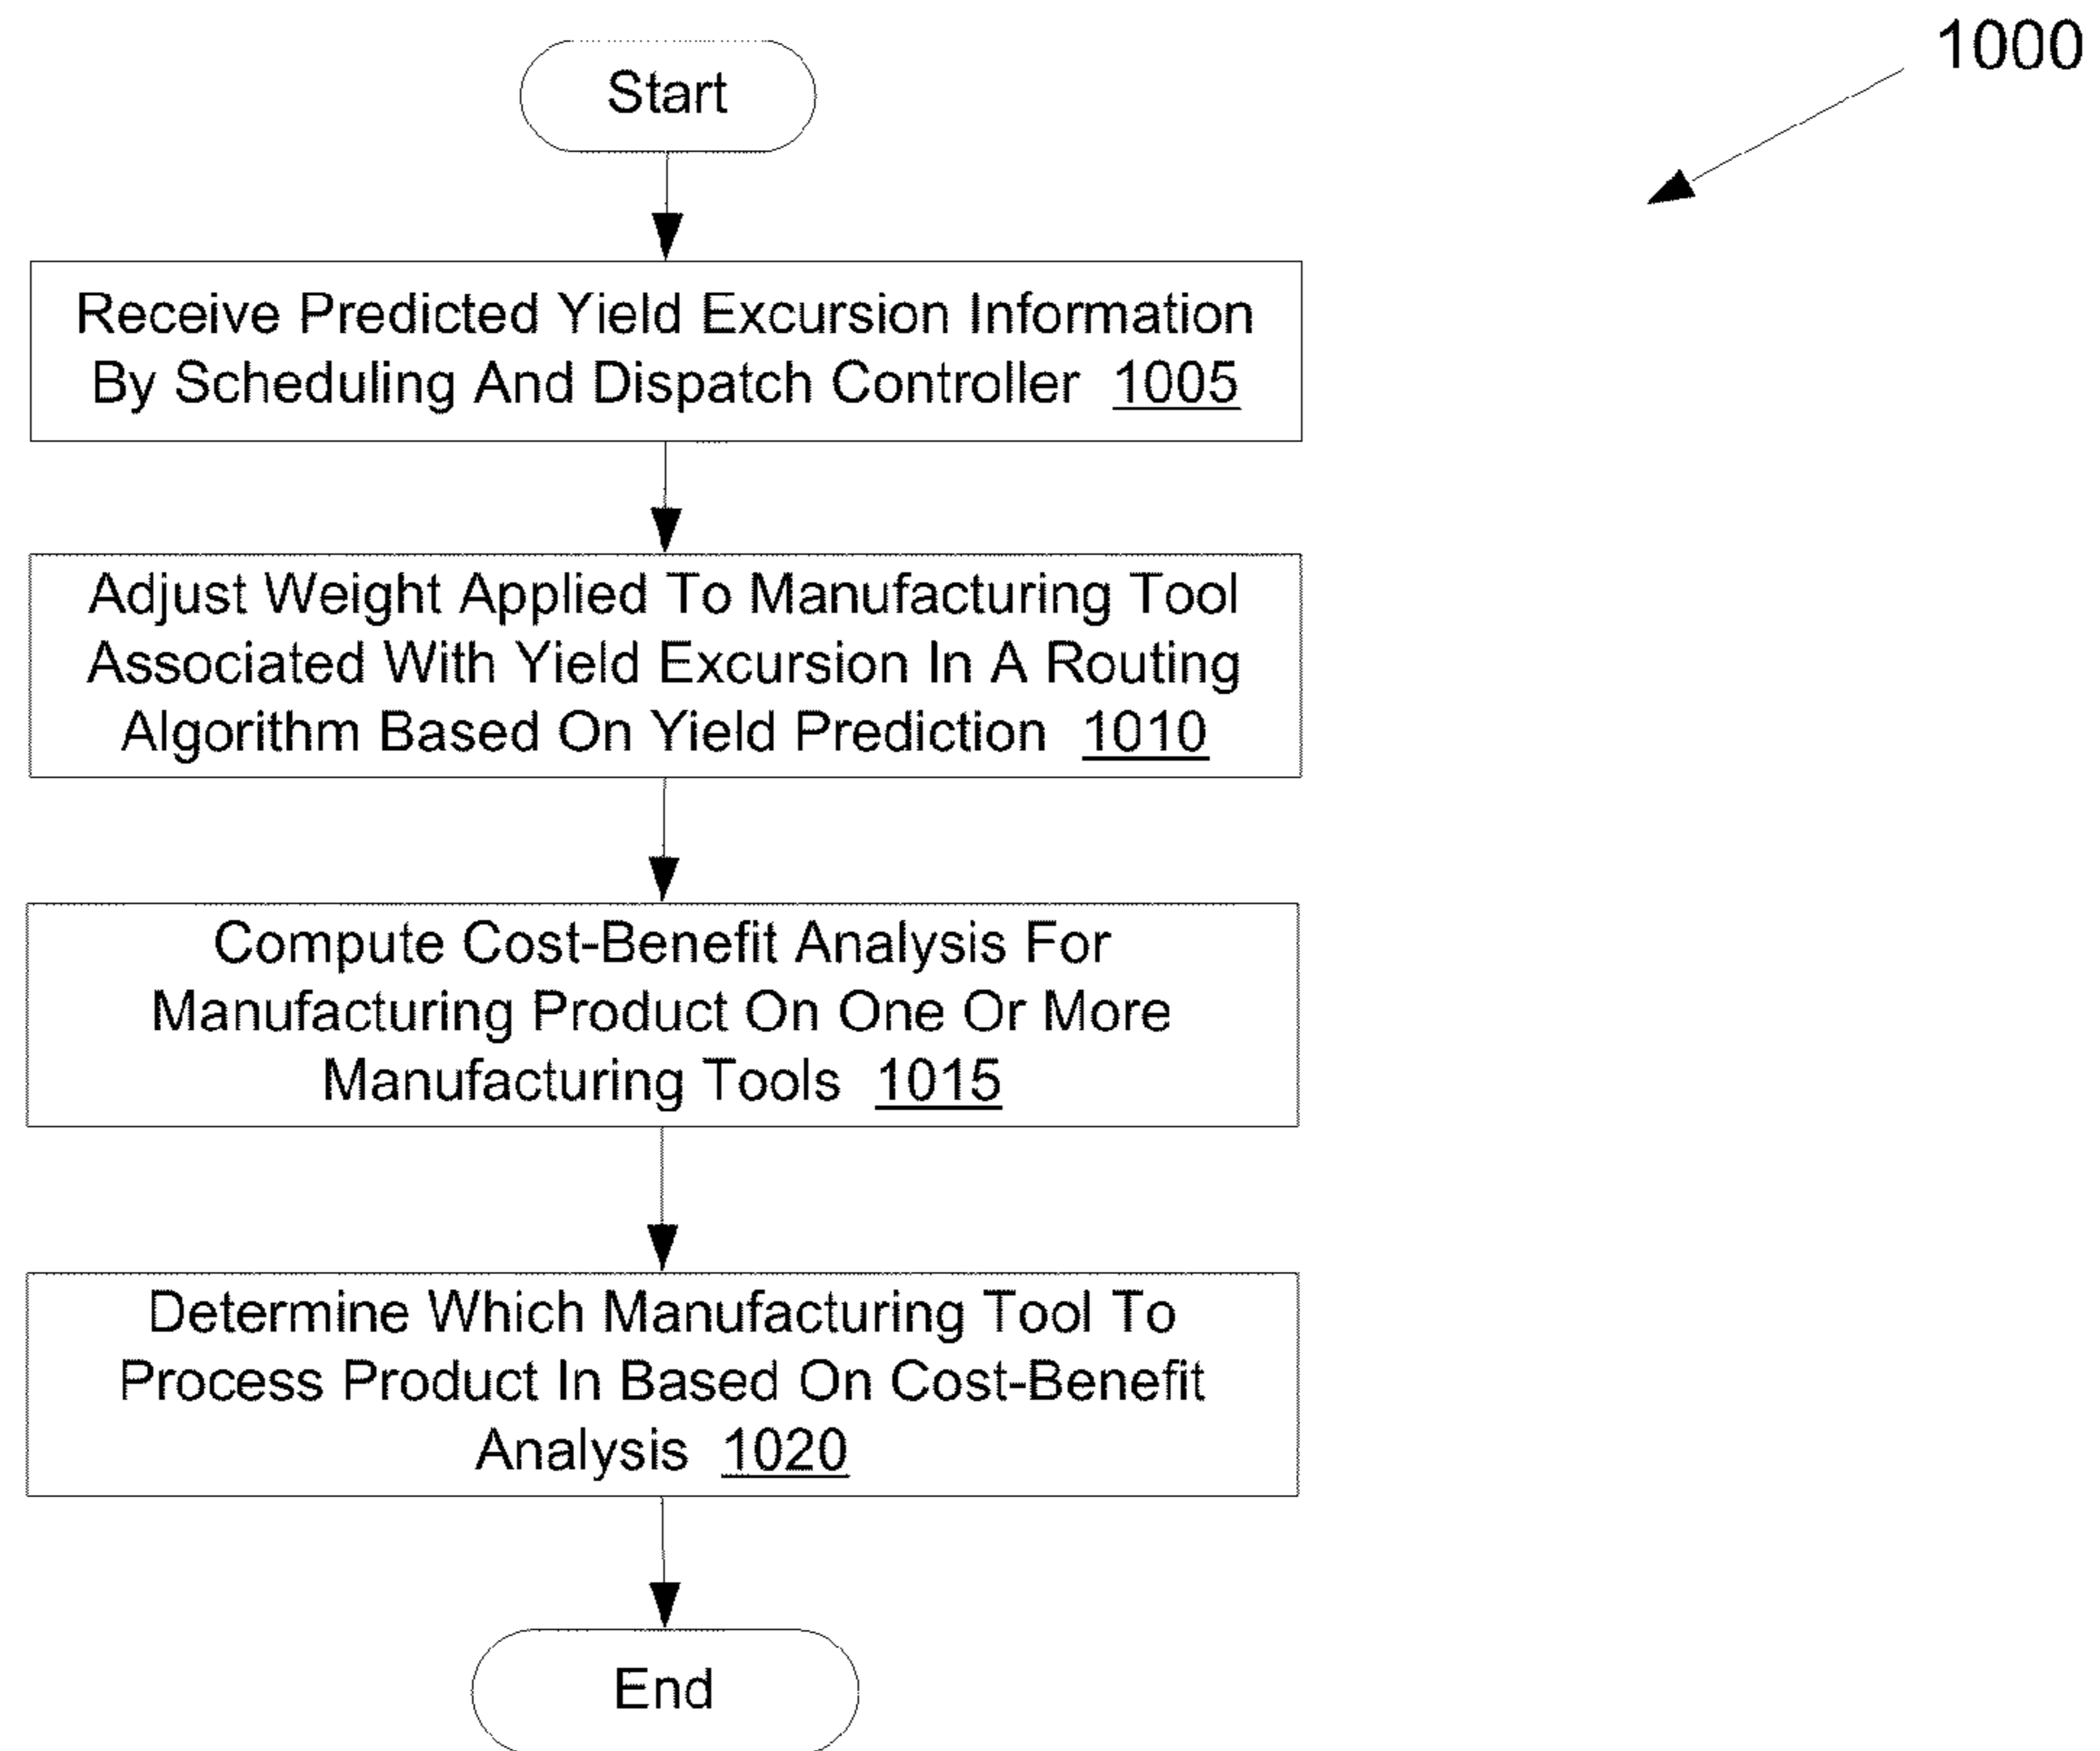 1000
Start
Receive Predicted Yield Excursion Information
By Scheduling And Dispatch Controller 1005
Adjust Weight Applied To Manufacturing Tool
Associated With Yield Excursion In A Routing
Algorithm Based On Yield Prediction 1010
Compute Cost-Benefit Analysis For
Manufacturing Product On One Or More
Manufacturing Tools 1015
Determine Which Manufacturing Tool To
Process Product In Based On Cost-Benefit
Analysis 1020
End